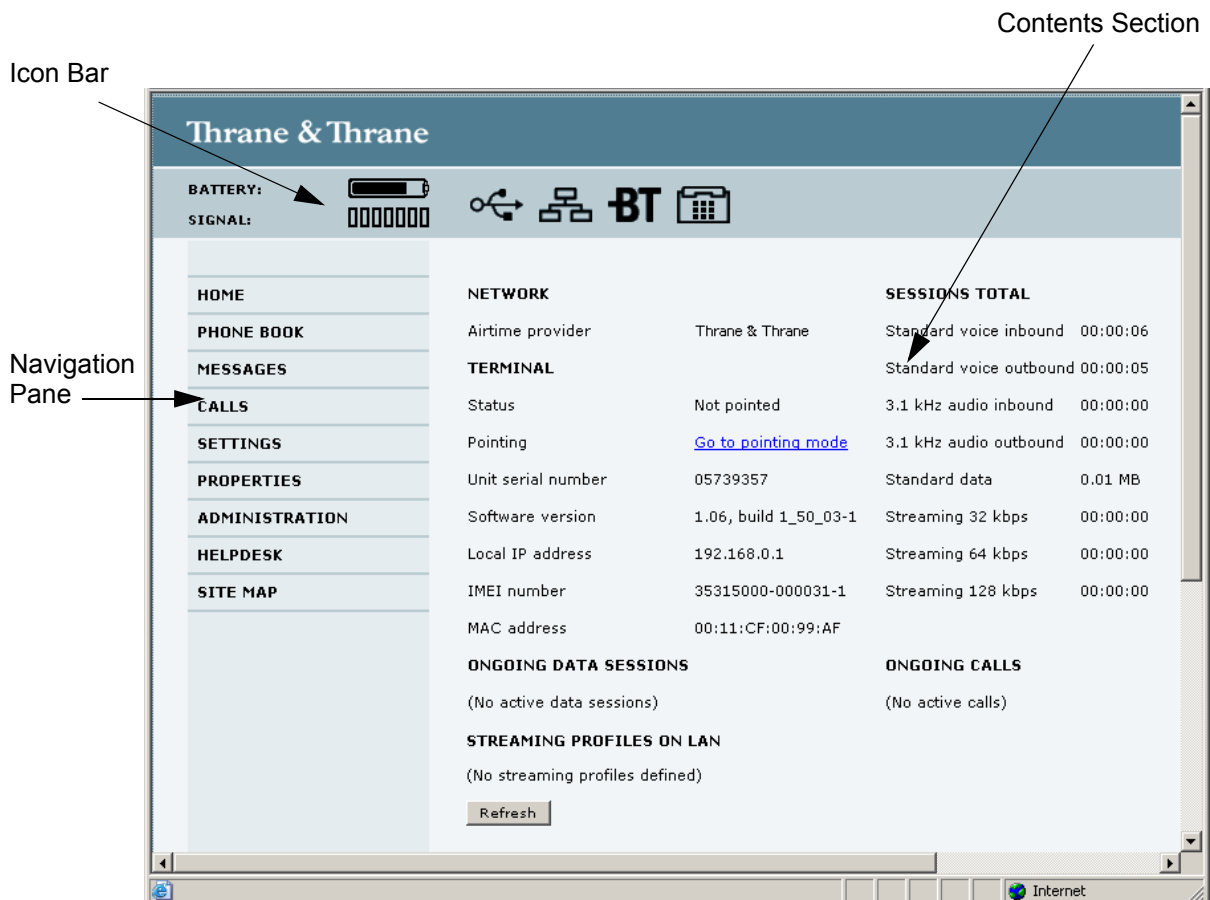 Contents Section
Icon Bar
Thrane & Thrane
BATTERY:
SIGNAL:
BT
Navigation
Pane
HOME
PHONE BOOK
MESSAGES
CALLS
SETTINGS
PROPERTIES
ADMINISTRATION
HELPDESK
SITE MAP
NETWORK
Airtime provider Thrane & Thrane
TERMINAL
Status Not pointed
Pointing Go to pointing mode
Unit serial number 05739357
Software version 1.06, build 1_50_03-1
Local IP address 192.168.0.1
IMEI number 35315000-000031-1
MAC address 00:11:CF:00:99:AF
ONGOING DATA SESSIONS
(No active data sessions)
STREAMING PROFILES ON LAN
(No streaming profiles defined)
Refresh
SESSIONS TOTAL
Standard voice inbound 00:00:06
Standard voice outbound 00:00:05
3.1 kHz audio inbound 00:00:00
3.1 kHz audio outbound 00:00:00
Standard data 0.01 MB
Streaming 32 kbps 00:00:00
Streaming 64 kbps 00:00:00
Streaming 128 kbps 00:00:00
ONGOING CALLS
(No active calls)
Internet